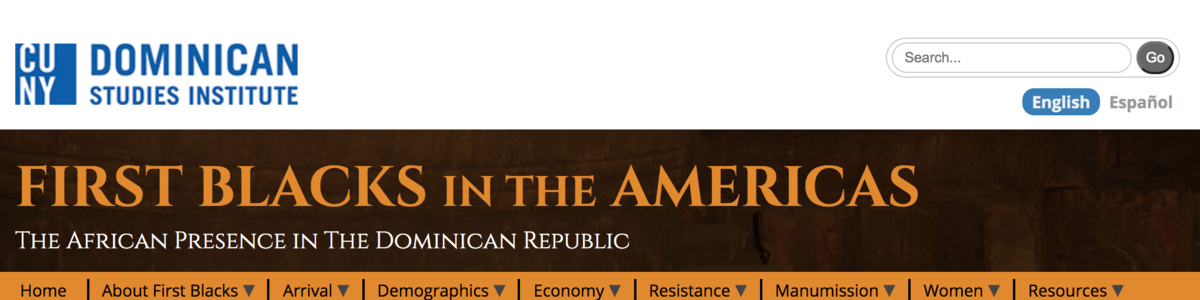 CUNY DOMINICAN STUDIES INSTITUTE
Search... Go
English Español
FIRST BLACKS IN THE AMERICAS
THE AFRICAN PRESENCE IN THE DOMINICAN REPUBLIC
Home About First Blacks ▼ Arrival ▼ Demographics ▼ Economy ▼ Resistance ▼ Manumission ▼ Women ▼ Resources ▼